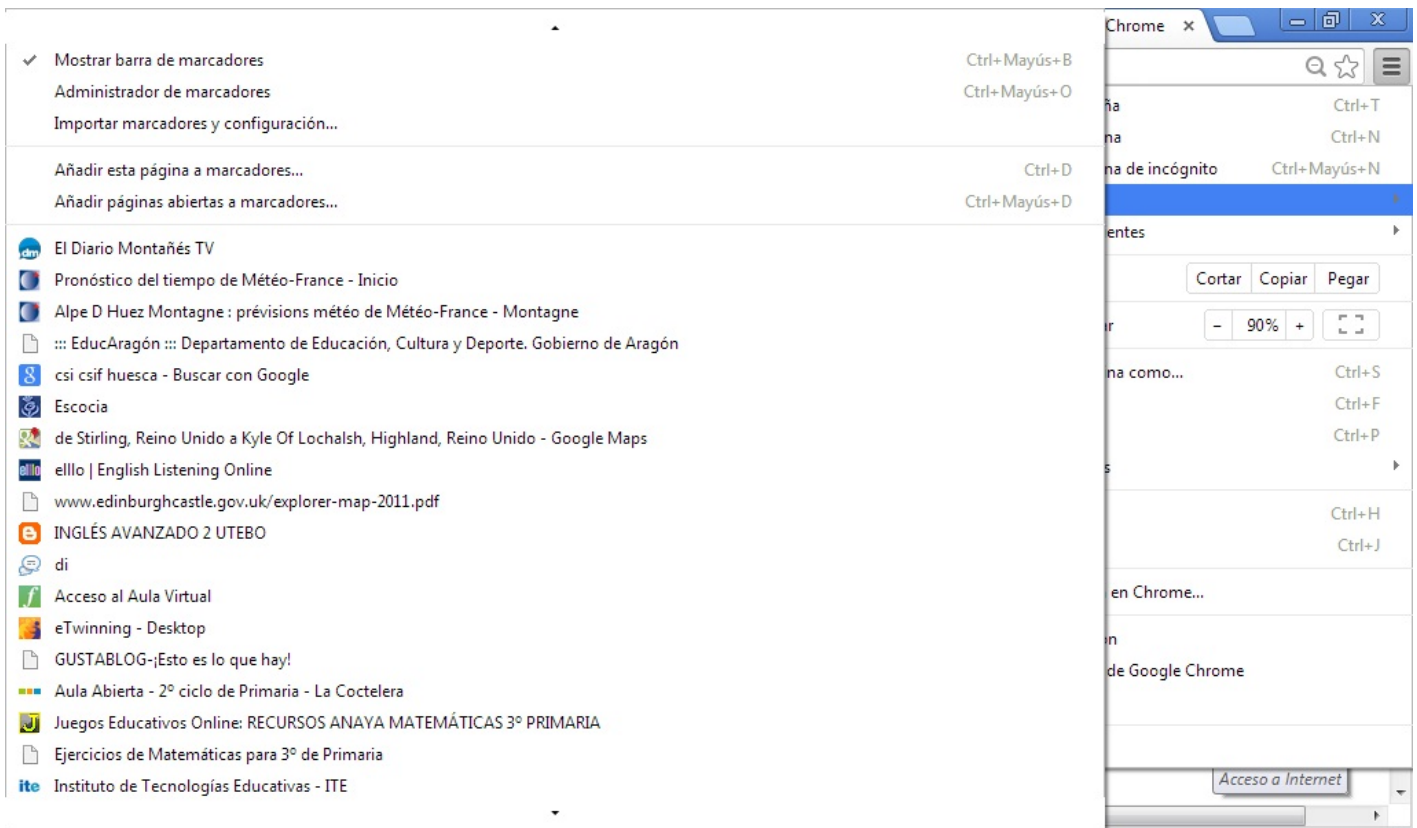 Mostrar barra de marcadores Ctrl+Mayús+B
Administrador de marcadores Ctrl+Mayús+O
Importar marcadores y configuración...
Añadir esta página a marcadores... Ctrl+D
Añadir páginas abiertas a marcadores... Ctrl+Mayús+D
dm El Diario Montañés TV
Pronóstico del tiempo de Météo-France - Inicio
Alpe D Huez Montagne : prévisions météo de Météo-France - Montagne
::: EducAragón ::: Departamento de Educación, Cultura y Deporte. Gobierno de Aragón
8 csi csif huesca - Buscar con Google
Escocia
de Stirling, Reino Unido a Kyle Of Lochalsh, Highland, Reino Unido - Google Maps
elllo elllo | English Listening Online
www.edinburghcastle.gov.uk/explorer-map-2011.pdf
INGLÉS AVANZADO 2 UTEBO
di
f Acceso al Aula Virtual
eTwinning - Desktop
GUSTABLOG-¡Esto es lo que hay!
Aula Abierta - 2º ciclo de Primaria - La Coctelera
J Juegos Educativos Online: RECURSOS ANAYA MATEMÁTICAS 3º PRIMARIA
Ejercicios de Matemáticas para 3º de Primaria
ite Instituto de Tecnologías Educativas - ITE
Chrome x
ña Ctrl+T
na Ctrl+N
na de incógnito Ctrl+Mayús+N
entes
Cortar Copiar Pegar
ar - 90% +
na como... Ctrl+S
Ctrl+F
Ctrl+P
s
Ctrl+H
Ctrl+J
en Chrome...
ón
de Google Chrome
Acceso a Internet